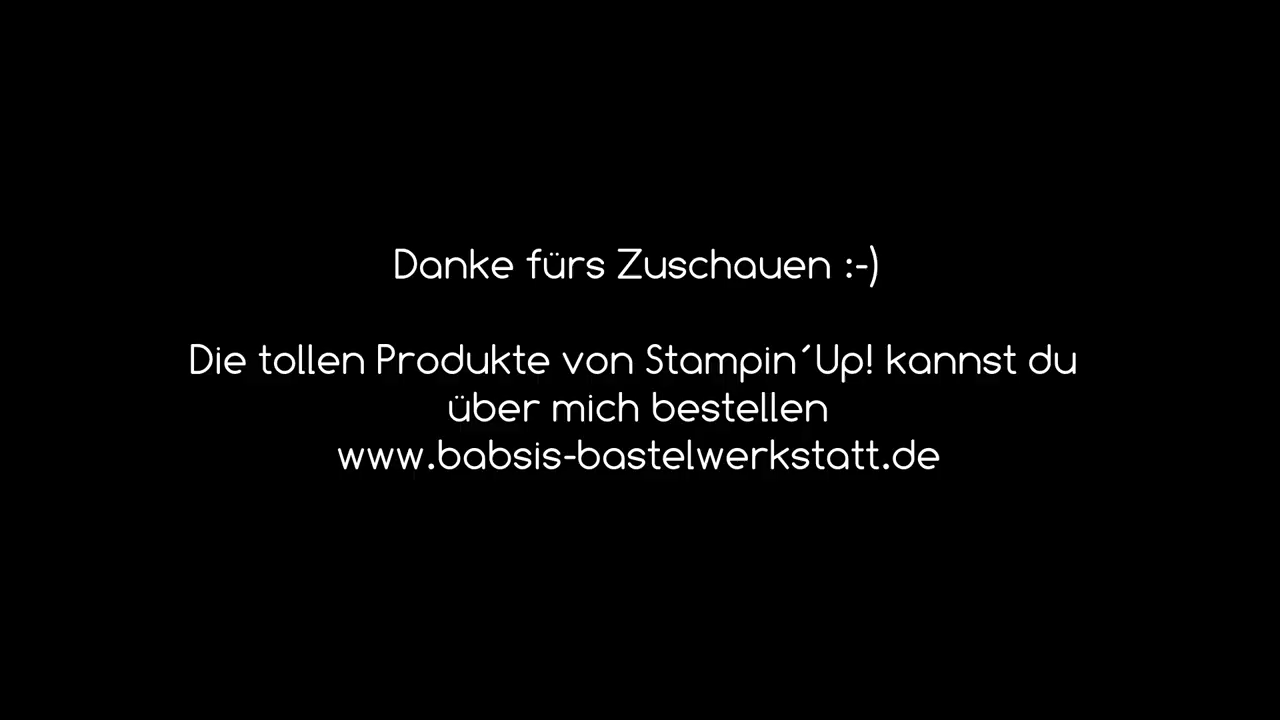 Danke fürs Zuschauen :-)
Die tollen Produkte von Stampin´Up! kannst du
über mich bestellen
www.babsis-bastelwerkstatt.de